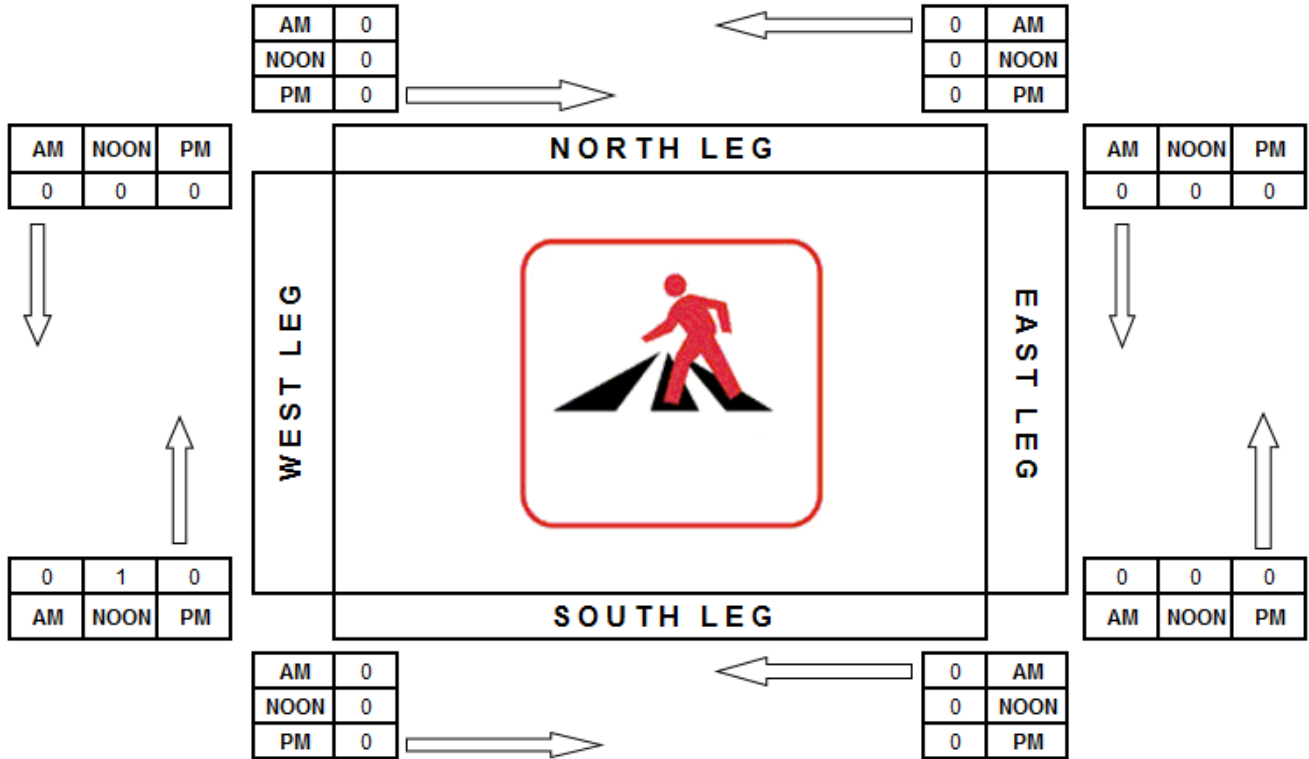 AM 0 0 AM
NOON 0 0 NOON
PM 0 0 PM
AM NOON PM NORTH LEG AM NOON PM
0 0 0 0 0 0
WEST LEG
EAST LEG
0 1 0 0 0 0
AM NOON PM SOUTH LEG AM NOON PM
AM 0 0 AM
NOON 0 0 NOON
PM 0 0 PM